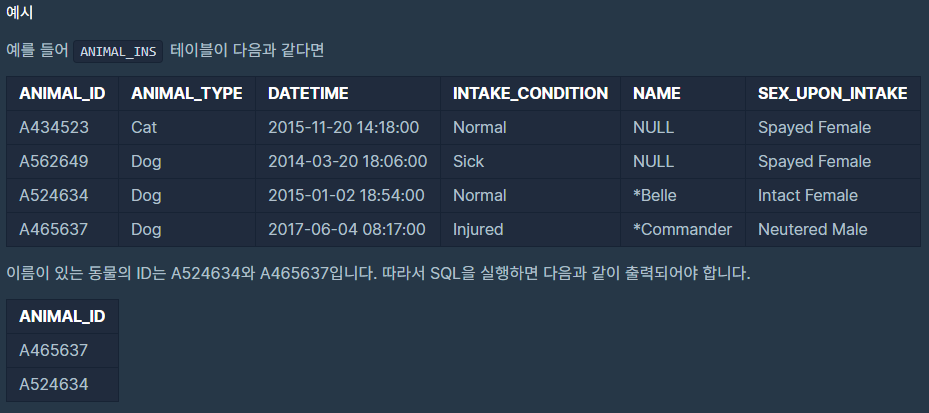 예시
예를 들어 ANIMAL_INS 테이블이 다음과 같다면
ANIMAL_ID ANIMAL_TYPE DATETIME INTAKE_CONDITION NAME SEX_UPON_INTAKE
A434523 Cat 2015-11-20 14:18:00 Normal NULL Spayed Female
A562649 Dog 2014-03-20 18:06:00 Sick NULL Spayed Female
A524634 Dog 2015-01-02 18:54:00 Normal *Belle Intact Female
A465637 Dog 2017-06-04 08:17:00 Injured *Commander Neutered Male
이름이 있는 동물의 ID는 A524634와 A465637입니다. 따라서 SQL을 실행하면 다음과 같이 출력되어야 합니다.
ANIMAL_ID
A465637
A524634